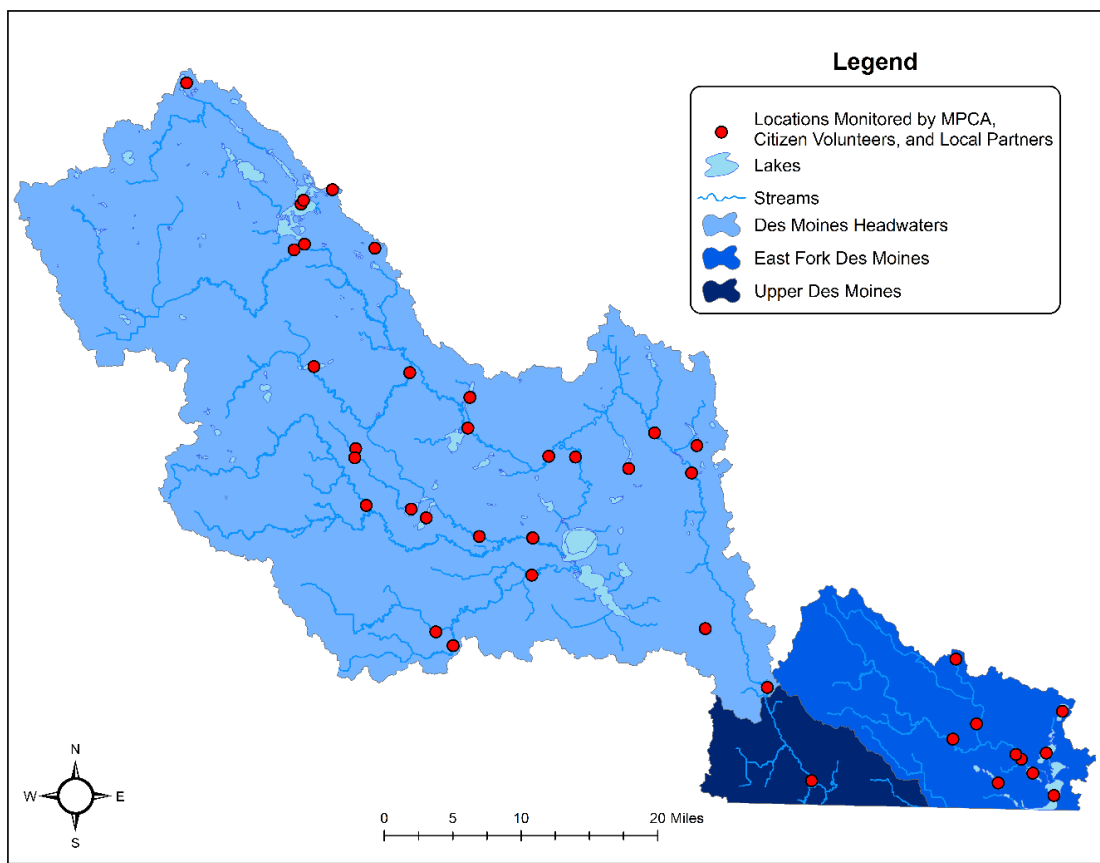 Legend
Locations Monitored by MPCA,
Citizen Volunteers, and Local Partners
Lakes
Streams
Des Moines Headwaters
East Fork Des Moines
Upper Des Moines
N
W E
S
0 5 10 20 Miles